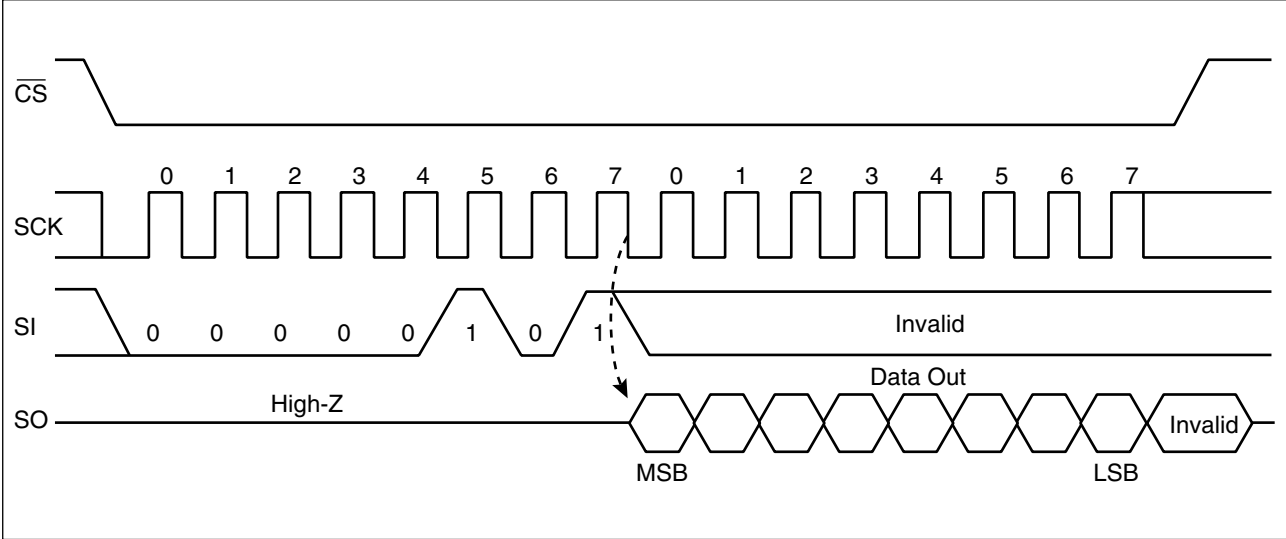 CS
0 1 2 3 4 5 6 7 0 1 2 3 4 5 6 7
SCK
SI
0 0 0 0 0 1 0 1
Invalid
Data Out
High-Z
SO
Invalid
MSB
LSB